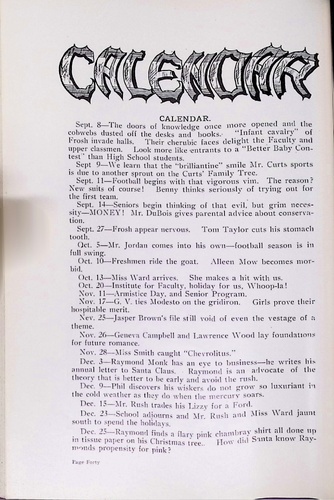 CALENDAR
CALENDAR.
Sept. 8—The doors of knowledge once more opened and the
cobwebs dusted off the desks and books. "Infant cavalry" of
Frosh invade halls. Their cherubic faces delight the Faculty and
upper classmen. Look more like entrants to a "Better Baby Con-
test" than High School students.
Sept 9—We learn that the "brilliantine" smile Mr. Curts sports
is due to another sprout on the Curts' Family Tree.
Sept. 11—Football begins with that vigorous vim. The reason?
New suits of course! Benny thinks seriously of trying out for
the first team.
Sept. 14—Seniors begin thinking of that evil, but grim neces-
sity—MONEY! Mr. DuBois gives parental advice about conserva-
tion.
Sept. 27—Frosh appear nervous. Tom Taylor cuts his stomach
tooth.
Oct. 5—Mr. Jordan comes into his own—football season is in
full swing.
Oct. 10—Freshmen ride the goat. Alleen Mow becomes mor-
bid.
Oct. 13—Miss Ward arrives. She makes a hit with us.
Oct. 20—Institute for Faculty, holiday for us, Whoop-la!
Nov. 11—Armistice Day, and Senior Program.
Nov. 17—G. V. ties Modesto on the gridiron. Girls prove their
hospitable merit.
Nov. 25—Jasper Brown's file still void of even the vestage of a
theme.
Nov. 26—Geneva Campbell and Lawrence Wood lay foundations
for future romance.
Nov. 28—Miss Smith caught "Chevrolitus."
Dec. 3—Raymond Monk has an eye to business—he writes his
annual letter to Santa Claus. Raymond is an advocate of the
theory that is better to be early and avoid the rush.
Dec. 9—Phil discovers his wiskers do not grow so luxuriant in
the cold weather as they do when the mercury soars.
Dec. 15—Mr. Rush trades his Lizzy for a Ford.
Dec. 23—School adjourns and Mr. Rush and Miss Ward jaunt
south to spend the holidays.
Dec. 25—Raymond finds a flary pink chambray shirt all done up
in tissue paper on his Christmas tree. How did Santa know Ray-
monds propensity for pink?
Page Forty